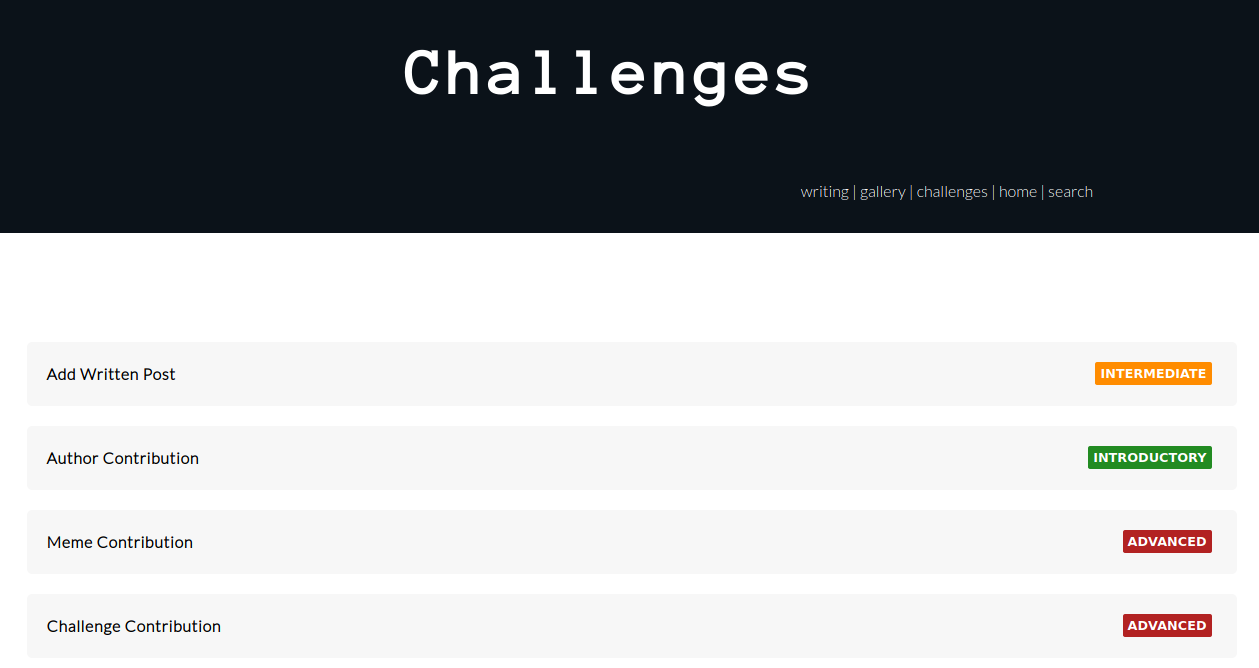 Challenges
writing | gallery | challenges | home | search
Add Written Post INTERMEDIATE
Author Contribution INTRODUCTORY
Meme Contribution ADVANCED
Challenge Contribution ADVANCED